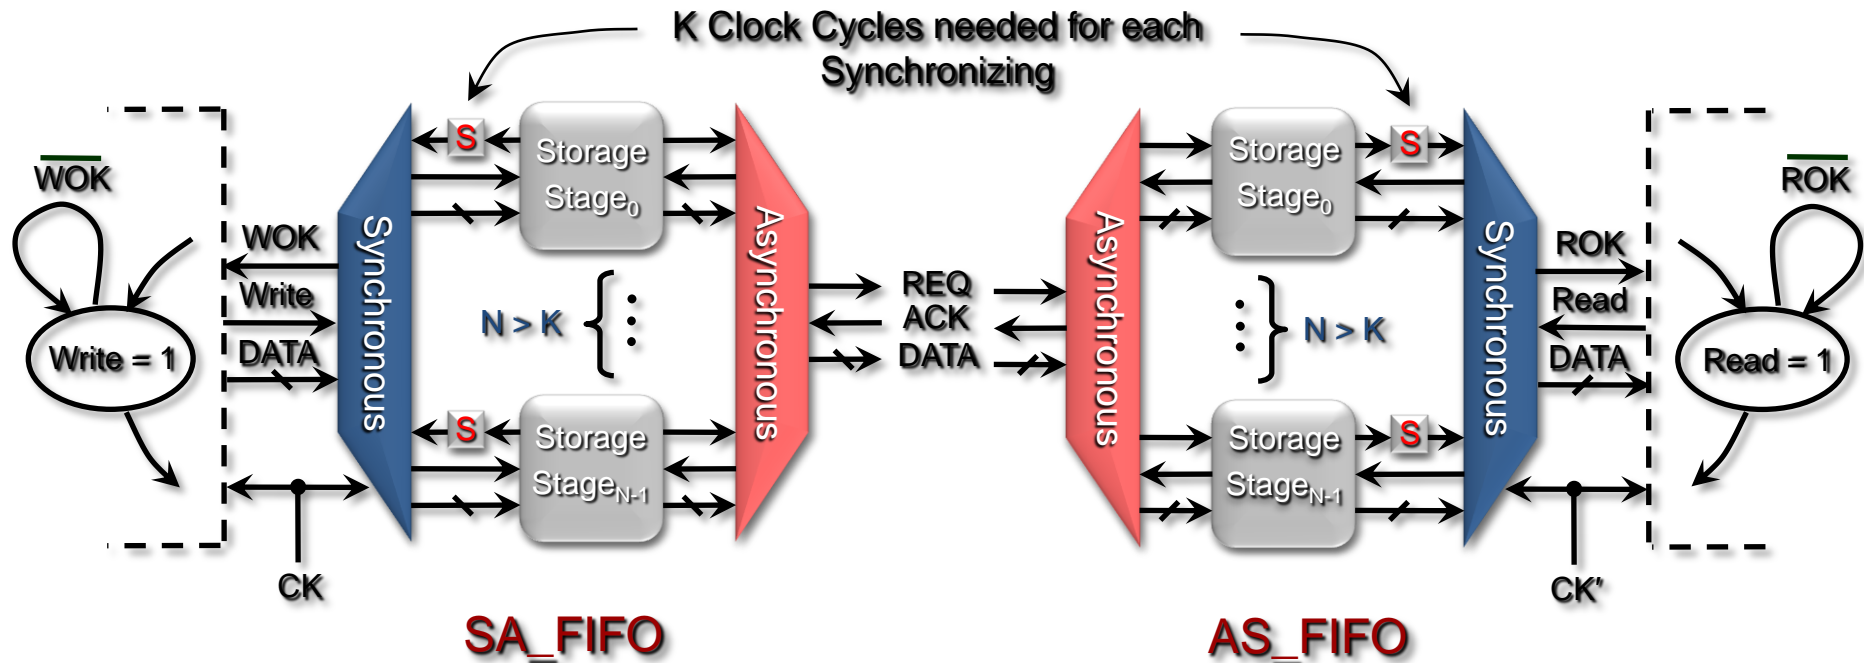 K Clock Cycles needed for each
Synchronizing
WOK
Write = 1
WOK
Write
DATA
CK
Synchronous
S
Storage
Stage0
N > K
S
Storage
StageN-1
Asynchronous
SA_FIFO
REQ
ACK
DATA
Asynchronous
Storage
Stage0
S
N > K
Storage
StageN-1
S
Synchronous
AS_FIFO
ROK
Read
DATA
CK'
ROK
Read = 1